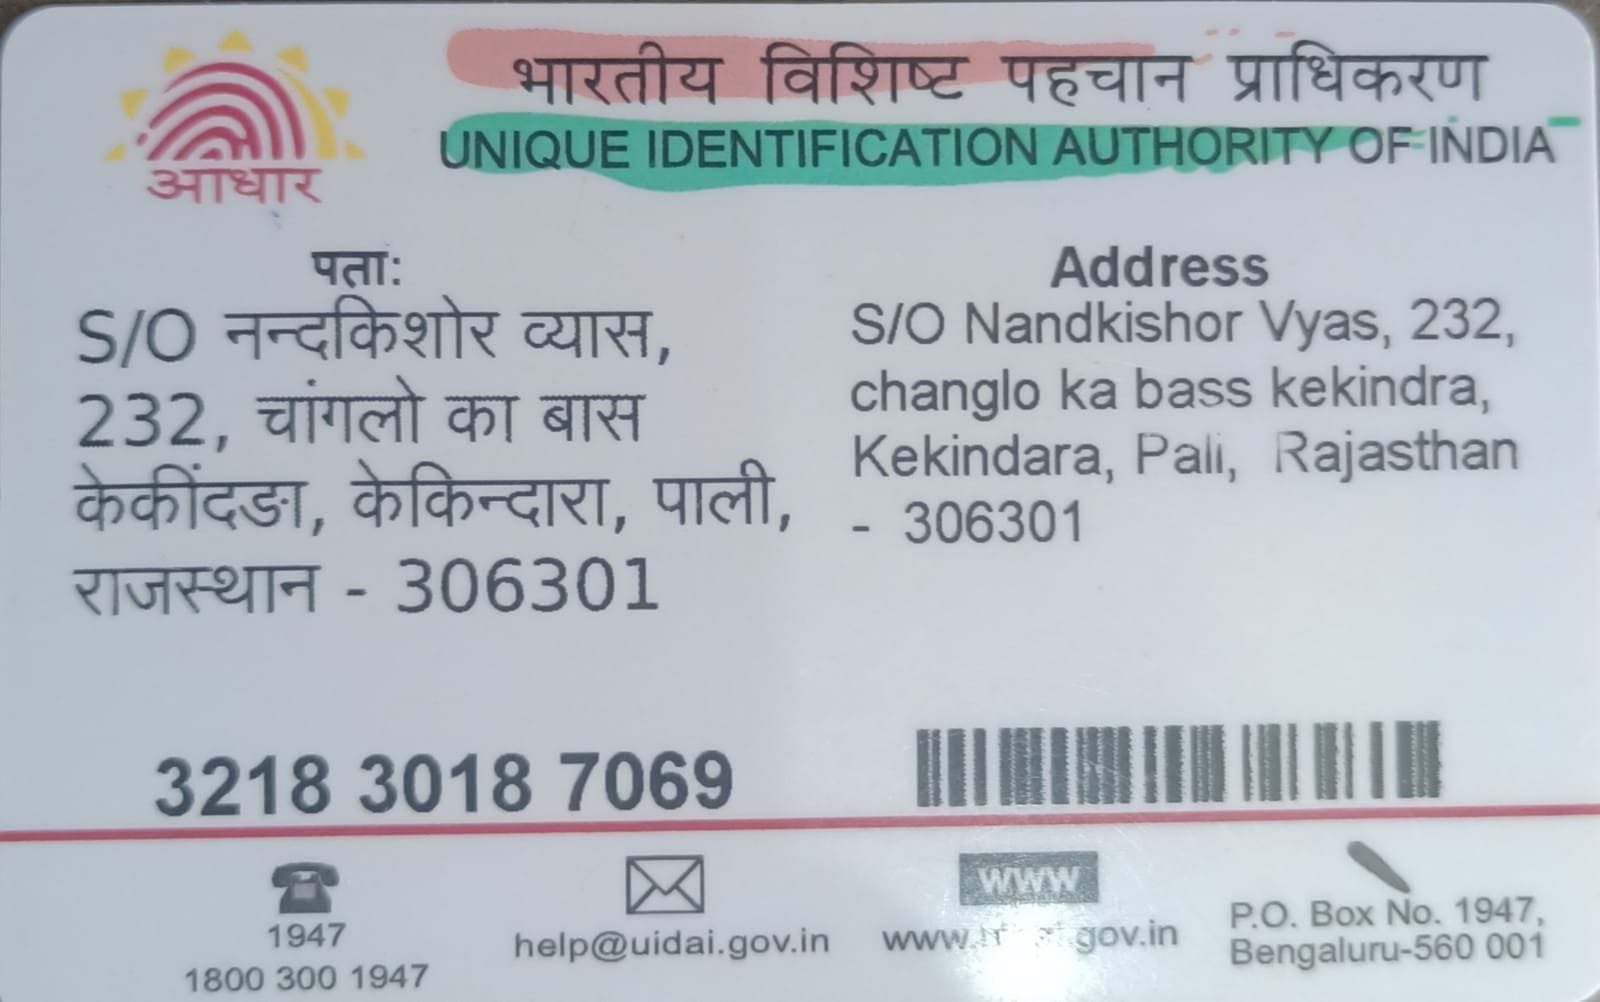 भारतीय विशिष्ट पहचान प्राधिकरण
UNIQUE IDENTIFICATION AUTHORITY OF INDIA
आधार
पता:
S/O नन्दकिशोर व्यास,
232, चांगलो का बास
केकींदङा, केकिन्दारा, पाली,
राजस्थान - 306301
Address
S/O Nandkishor Vyas, 232,
changlo ka bass kekindra,
Kekindara, Pali, Rajasthan
- 306301
3218 3018 7069
1947
1800 300 1947
help@uidai.gov.in
www
www. gov.in
P.O. Box No. 1947,
Bengaluru-560 001